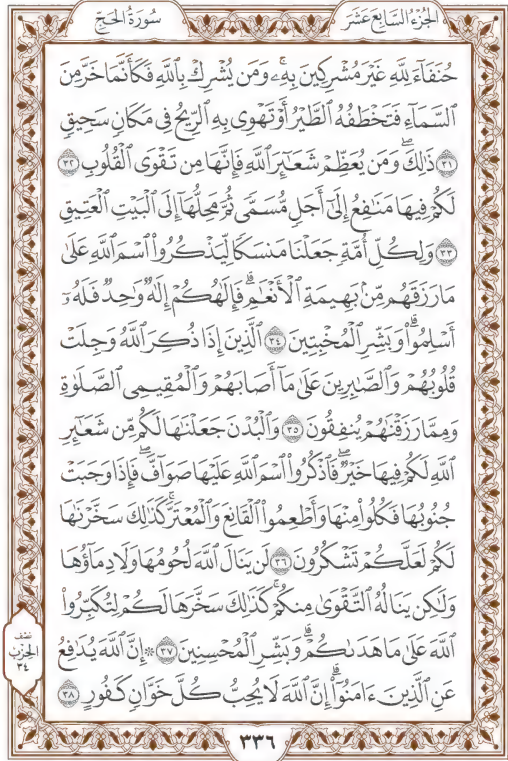 الجزء السابع عشر
سورة الحج
حُنَفَآءَ لِلَّهِ غَيْرَ مُشْرِكِينَ بِهِۦۚ وَمَن يُشْرِكْ بِٱللَّهِ فَكَأَنَّمَا خَرَّ مِنَ
ٱلسَّمَآءِ فَتَخْطَفُهُ ٱلطَّيْرُ أَوْ تَهْوِى بِهِ ٱلرِّيحُ فِى مَكَانٍ سَحِيقٍ
٣١ ذَٰلِكَۖ وَمَن يُعَظِّمْ شَعَٰٓئِرَ ٱللَّهِ فَإِنَّهَا مِن تَقْوَى ٱلْقُلُوبِ ٣٢
لَكُمْ فِيهَا مَنَٰفِعُ إِلَىٰٓ أَجَلٍ مُّسَمًّى ثُمَّ مَحِلُّهَآ إِلَى ٱلْبَيْتِ ٱلْعَتِيقِ
٣٣ وَلِكُلِّ أُمَّةٍ جَعَلْنَا مَنسَكًا لِّيَذْكُرُوا۟ ٱسْمَ ٱللَّهِ عَلَىٰ
مَا رَزَقَهُم مِّنۢ بَهِيمَةِ ٱلْأَنْعَٰمِۗ فَإِلَٰهُكُمْ إِلَٰهٌ وَٰحِدٌ فَلَهُۥٓ
أَسْلِمُوا۟ۗ وَبَشِّرِ ٱلْمُخْبِتِينَ ٣٤ ٱلَّذِينَ إِذَا ذُكِرَ ٱللَّهُ وَجِلَتْ
قُلُوبُهُمْ وَٱلصَّٰبِرِينَ عَلَىٰ مَآ أَصَابَهُمْ وَٱلْمُقِيمِى ٱلصَّلَوٰةِ
وَمِمَّا رَزَقْنَٰهُمْ يُنفِقُونَ ٣٥ وَٱلْبُدْنَ جَعَلْنَٰهَا لَكُم مِّن شَعَٰٓئِرِ
ٱللَّهِ لَكُمْ فِيهَا خَيْرٌۖ فَٱذْكُرُوا۟ ٱسْمَ ٱللَّهِ عَلَيْهَا صَوَآفَّۖ فَإِذَا وَجَبَتْ
جُنُوبُهَا فَكُلُوا۟ مِنْهَا وَأَطْعِمُوا۟ ٱلْقَانِعَ وَٱلْمُعْتَرَّۚ كَذَٰلِكَ سَخَّرْنَٰهَا
لَكُمْ لَعَلَّكُمْ تَشْكُرُونَ ٣٦ لَن يَنَالَ ٱللَّهَ لُحُومُهَا وَلَا دِمَآؤُهَا
وَلَٰكِن يَنَالُهُ ٱلتَّقْوَىٰ مِنكُمْۚ كَذَٰلِكَ سَخَّرَهَا لَكُمْ لِتُكَبِّرُوا۟
ٱللَّهَ عَلَىٰ مَا هَدَىٰكُمْۗ وَبَشِّرِ ٱلْمُحْسِنِينَ ٣٧ ۞ إِنَّ ٱللَّهَ يُدَٰفِعُ
عَنِ ٱلَّذِينَ ءَامَنُوٓا۟ۗ إِنَّ ٱللَّهَ لَا يُحِبُّ كُلَّ خَوَّانٍ كَفُورٍ ٣٨
نصف
الحزب
٣٤
٣٣٦